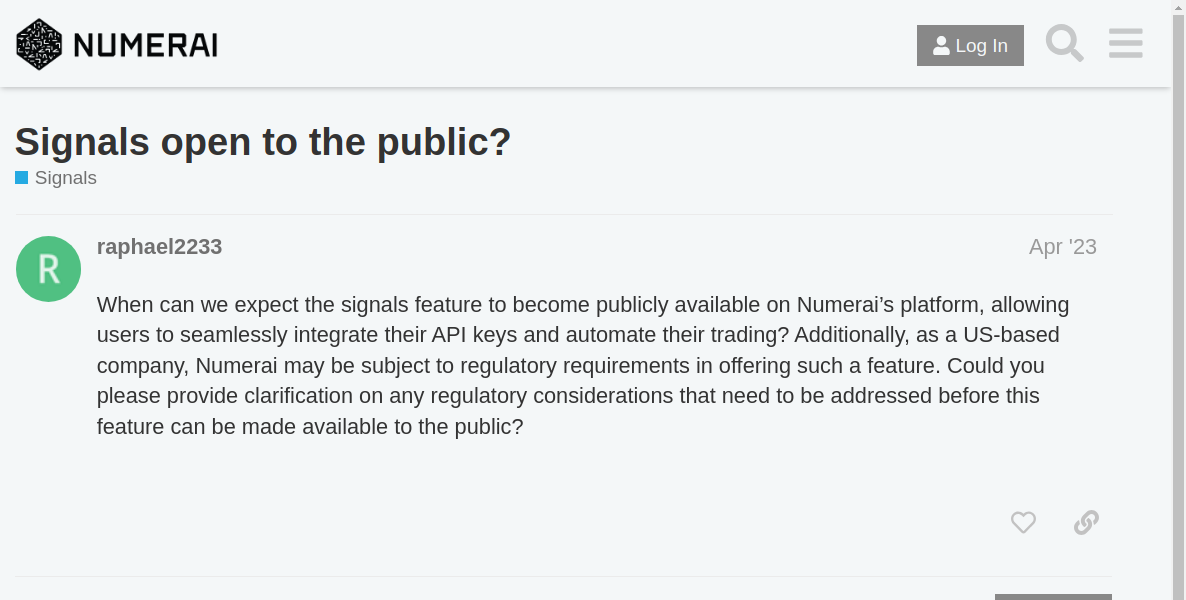 NUMERAI
Log In
Signals open to the public?
Signals
R
raphael2233
Apr '23
When can we expect the signals feature to become publicly available on Numerai’s platform, allowing
users to seamlessly integrate their API keys and automate their trading? Additionally, as a US-based
company, Numerai may be subject to regulatory requirements in offering such a feature. Could you
please provide clarification on any regulatory considerations that need to be addressed before this
feature can be made available to the public?